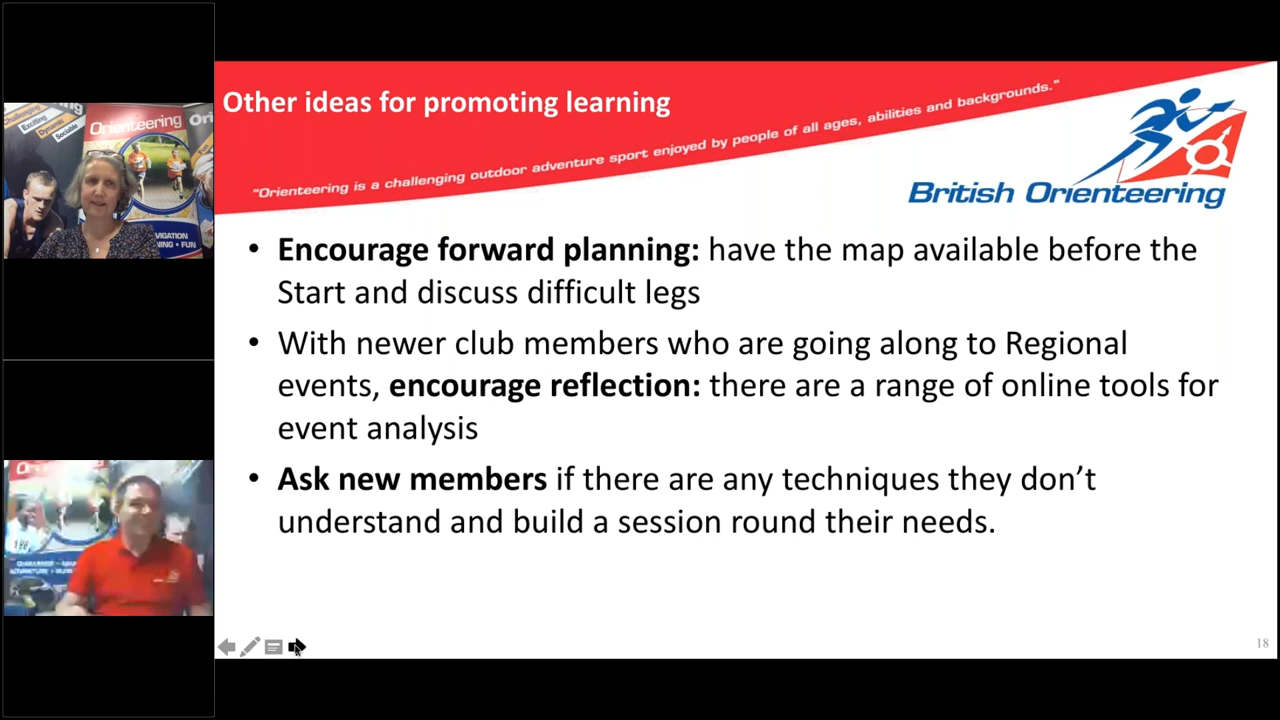 Other ideas for promoting learning
"Orienteering is a challenging outdoor adventure sport enjoyed by people of all ages, abilities and backgrounds."
British Orienteering
• Encourage forward planning: have the map available before the
Start and discuss difficult legs
• With newer club members who are going along to Regional
events, encourage reflection: there are a range of online tools for
event analysis
• Ask new members if there are any techniques they don't
understand and build a session round their needs.
18
Exciting
Dynamic
Sociable
Orienteering